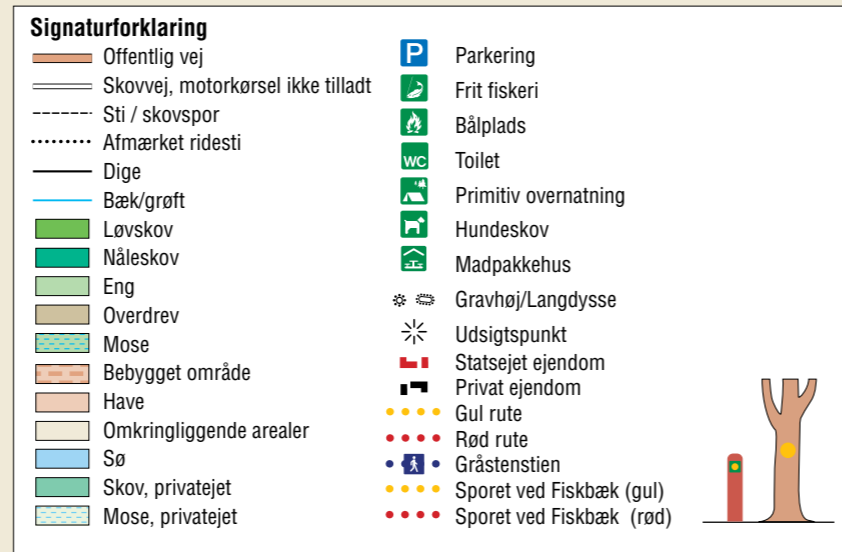 Signaturforklaring
Offentlig vej
Skovvej, motorkørsel ikke tilladt
Sti / skovspor
Afmærket ridesti
Dige
Bæk/grøft
Løvskov
Nåleskov
Eng
Overdrev
Mose
Bebygget område
Have
Omkringliggende arealer
Sø
Skov, privatejet
Mose, privatejet
P Parkering
Frit fiskeri
Bålplads
WC Toilet
Primitiv overnatning
Hundeskov
Madpakkehus
Gravhøj/Langdysse
Udsigtspunkt
Statsejet ejendom
Privat ejendom
Gul rute
Rød rute
Gråstenstien
Sporet ved Fiskbæk (gul)
Sporet ved Fiskbæk (rød)